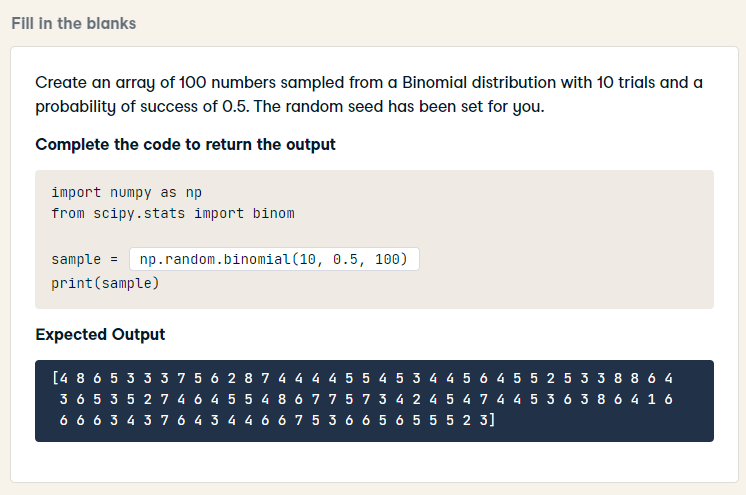 Fill in the blanks
Create an array of 100 numbers sampled from a Binomial distribution with 10 trials and a
probability of success of 0.5. The random seed has been set for you.
Complete the code to return the output
import numpy as np
from scipy.stats import binom
sample = np.random.binomial(10, 0.5, 100)
print(sample)
Expected Output
[4 8 6 5 3 3 3 7 5 6 2 8 7 4 4 4 4 5 5 4 5 3 4 4 5 6 4 5 5 2 5 3 3 8 8 6 4
3 6 5 3 5 2 7 4 6 4 5 5 4 8 6 7 7 5 7 3 4 2 4 5 4 7 4 4 5 3 6 3 8 6 4 1 6
6 6 6 3 4 3 7 6 4 3 4 4 6 6 7 5 3 6 6 5 6 5 5 5 2 3]